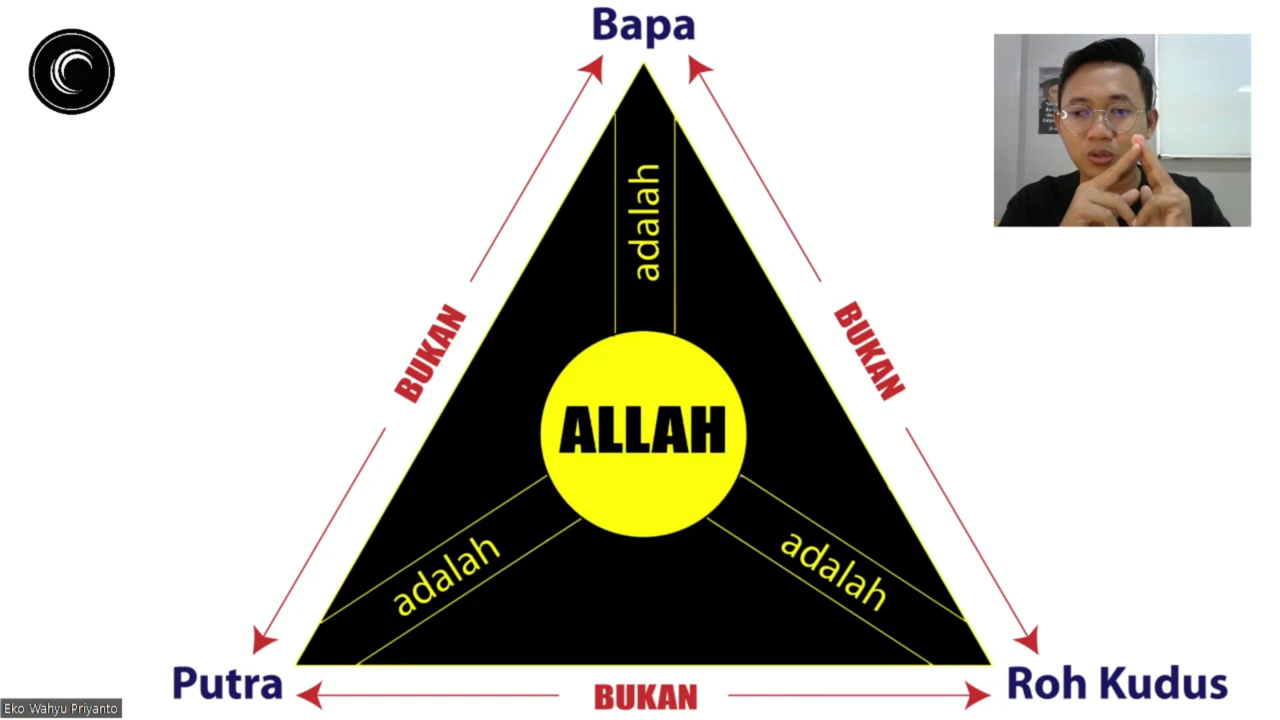 Bapa
adalah
BUKAN
BUKAN
ALLAH
adalah
adalah
Putra
BUKAN
Roh Kudus
Eko Wahyu Priyanto